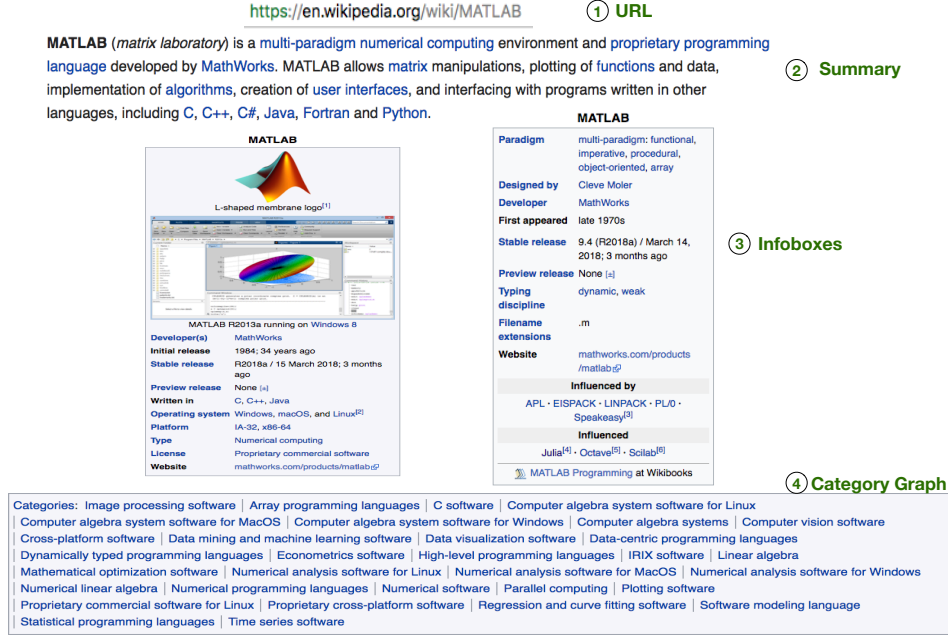 https://en.wikipedia.org/wiki/MATLAB
1 URL
MATLAB (matrix laboratory) is a multi-paradigm numerical computing environment and proprietary programming
language developed by MathWorks. MATLAB allows matrix manipulations, plotting of functions and data,
implementation of algorithms, creation of user interfaces, and interfacing with programs written in other
languages, including C, C++, C#, Java, Fortran and Python.
2 Summary
MATLAB
L-shaped membrane logo[1]
MATLAB R2013a running on Windows 8
Developer(s) MathWorks
Initial release 1984; 34 years ago
Stable release R2018a / 15 March 2018; 3 months
ago
Preview release None [±]
Written in C, C++, Java
Operating system Windows, macOS, and Linux[2]
Platform IA-32, x86-64
Type Numerical computing
License Proprietary commercial software
Website mathworks.com/products/matlab
MATLAB
Paradigm multi-paradigm: functional,
imperative, procedural,
object-oriented, array
Designed by Cleve Moler
Developer MathWorks
First appeared late 1970s
Stable release 9.4 (R2018a) / March 14,
2018; 3 months ago
Preview release None [±]
Typing dynamic, weak
discipline
Filename .m
extensions
Website mathworks.com/products
/matlab
Influenced by
APL · EISPACK · LINPACK · PL/0 ·
Speakeasy[3]
Influenced
Julia[4] · Octave[5] · Scilab[6]
MATLAB Programming at Wikibooks
3 Infoboxes
4 Category Graph
Categories: Image processing software | Array programming languages | C software | Computer algebra system software for Linux
| Computer algebra system software for MacOS | Computer algebra system software for Windows | Computer algebra systems | Computer vision software
| Cross-platform software | Data mining and machine learning software | Data visualization software | Data-centric programming languages
| Dynamically typed programming languages | Econometrics software | High-level programming languages | IRIX software | Linear algebra
| Mathematical optimization software | Numerical analysis software for Linux | Numerical analysis software for MacOS | Numerical analysis software for Windows
| Numerical linear algebra | Numerical programming languages | Numerical software | Parallel computing | Plotting software
| Proprietary commercial software for Linux | Proprietary cross-platform software | Regression and curve fitting software | Software modeling language
| Statistical programming languages | Time series software